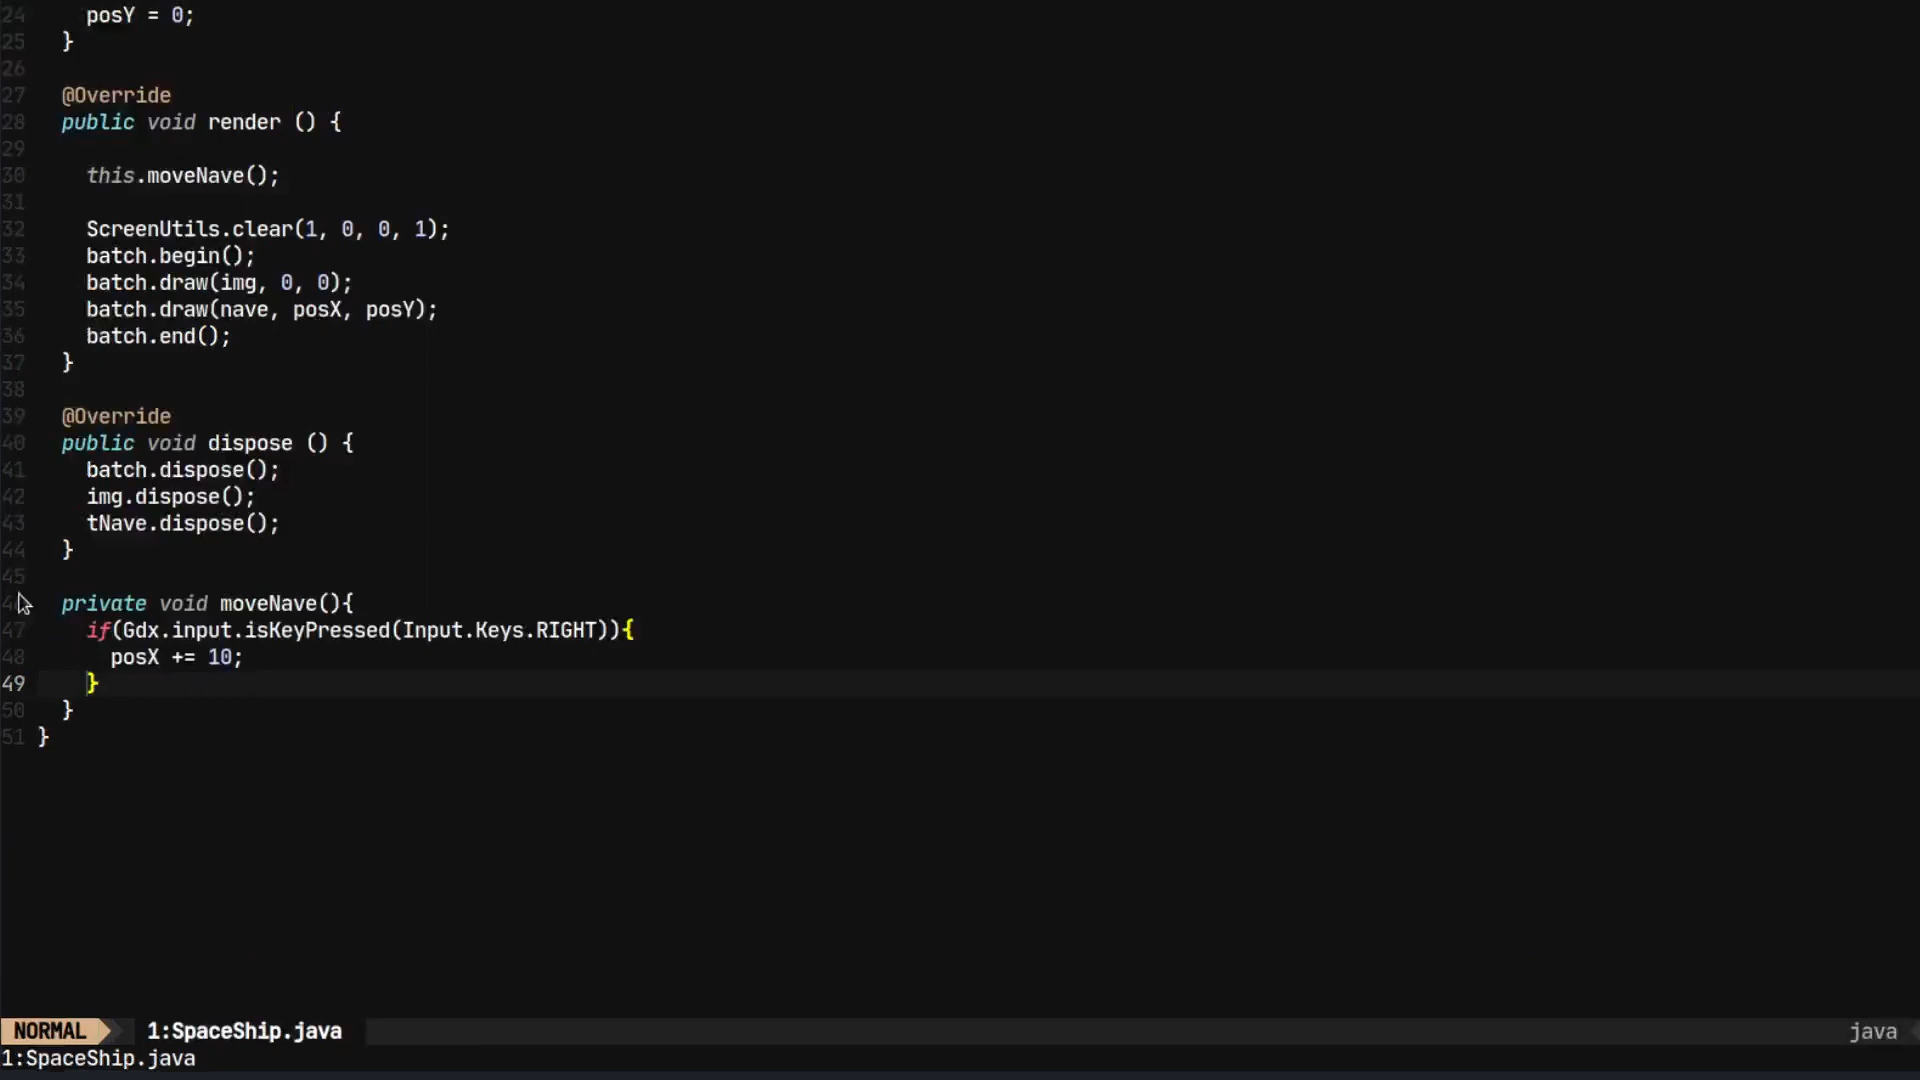 24 posY = 0;
25 }
26
27 @Override
28 public void render () {
29
30 this.moveNave();
31
32 ScreenUtils.clear(1, 0, 0, 1);
33 batch.begin();
34 batch.draw(img, 0, 0);
35 batch.draw(nave, posX, posY);
36 batch.end();
37 }
38
39 @Override
40 public void dispose () {
41 batch.dispose();
42 img.dispose();
43 tNave.dispose();
44 }
45
private void moveNave(){
47 if(Gdx.input.isKeyPressed(Input.Keys.RIGHT)){
48 posX += 10;
49 }
50 }
51 }
NORMAL 1:SpaceShip.java java
1:SpaceShip.java